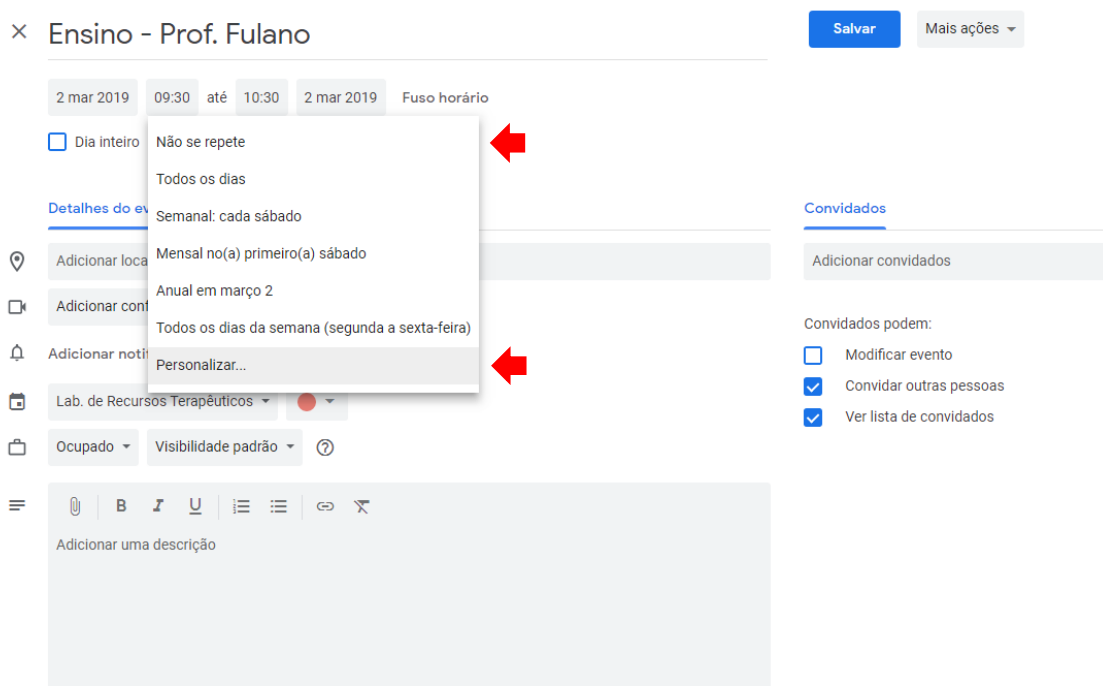 Ensino - Prof. Fulano
Salvar Mais ações
2 mar 2019 09:30 até 10:30 2 mar 2019 Fuso horário
Dia inteiro
Não se repete
Todos os dias
Semanal: cada sábado
Mensal no(a) primeiro(a) sábado
Anual em março 2
Todos os dias da semana (segunda a sexta-feira)
Personalizar...
Detalhes do ev
Adicionar loca
Adicionar conf
Adicionar noti
Lab. de Recursos Terapêuticos
Ocupado Visibilidade padrão
B I U
Adicionar uma descrição
Convidados
Adicionar convidados
Convidados podem:
Modificar evento
Convidar outras pessoas
Ver lista de convidados